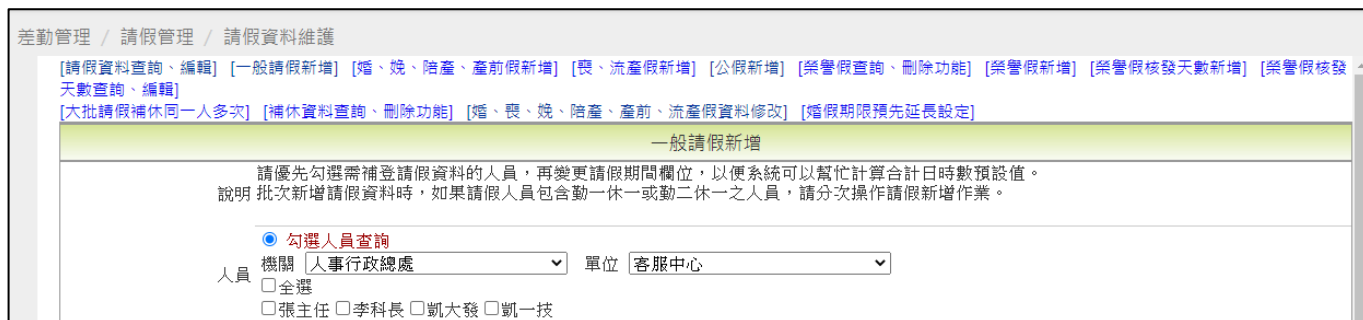 差勤管理 / 請假管理 / 請假資料維護
[請假資料查詢、編輯] [一般請假新增] [婚、娩、陪產、產前假新增] [喪、流產假新增] [公假新增] [榮譽假查詢、刪除功能] [榮譽假新增] [榮譽假核發天數新增] [榮譽假核發
天數查詢、編輯]
[大批請假補休同一人多次] [補休資料查詢、刪除功能] [婚、喪、娩、陪產、產前、流產假資料修改] [婚假期限預先延長設定]
一般請假新增
請優先勾選需補登請假資料的人員，再變更請假期間欄位，以便系統可以幫忙計算合計日時數預設值。
說明 批次新增請假資料時，如果請假人員包含勤一休一或勤二休一之人員，請分次操作請假新增作業。
勾選人員查詢
人員 機關 人事行政總處 單位 客服中心
全選
張主任 李科長 凱大發 凱一技